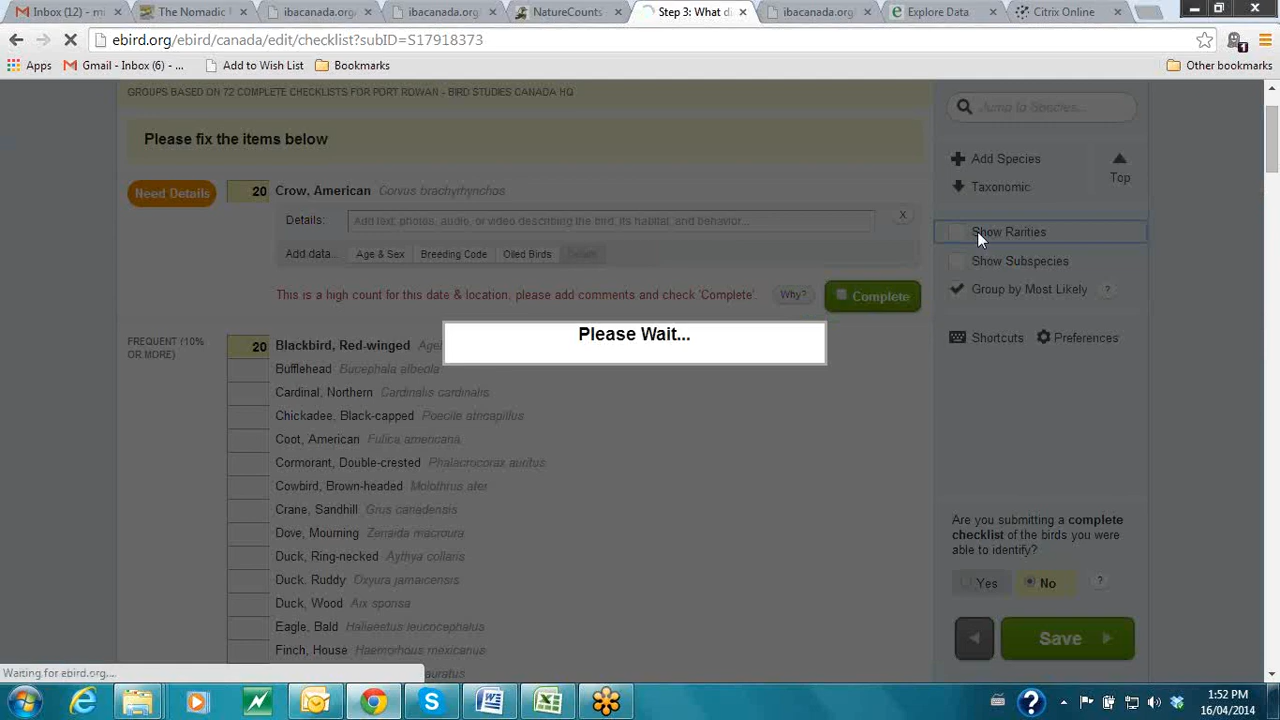 Inbox (12) - m
The Nomadic
ibacanada.org
ibacanada.org
NatureCounts
Step 3: What d
ibacanada.org
Explore Data
Citrix Online
ebird.org/ebird/canada/edit/checklist?subID=S17918373
1
Apps
Gmail - Inbox (6) - ...
Add to Wish List
Bookmarks
Other bookmarks
GROUPS BASED ON 72 COMPLETE CHECKLISTS FOR PORT ROWAN - BIRD STUDIES CANADA HQ
Please fix the items below
Need Details
20
Crow, American Corvus brachyrhynchos
Details:
Add text, photos, audio, or video describing the bird, its habitat, and behavior...
X
Add data...
Age & Sex
Breeding Code
Oiled Birds
Delete
This is a high count for this date & location, please add comments and check 'Complete'.
Why?
Complete
FREQUENT (10% OR MORE)
20
Blackbird, Red-winged Agel
Bufflehead Bucephala albeola
Cardinal, Northern Cardinalis cardinalis
Chickadee, Black-capped Poecile atricapillus
Coot, American Fulica americana
Cormorant, Double-crested Phalacrocorax auritus
Cowbird, Brown-headed Molothrus ater
Crane, Sandhill Grus canadensis
Dove, Mourning Zenaida macroura
Duck, Ring-necked Aythya collaris
Duck, Ruddy Oxyura jamaicensis
Duck, Wood Aix sponsa
Eagle, Bald Haliaeetus leucocephalus
Finch, House Haemorhous mexicanus
Please Wait...
Jump to Species...
Add Species
Taxonomic
Top
Show Rarities
Show Subspecies
Group by Most Likely
?
Shortcuts
Preferences
Are you submitting a complete
checklist of the birds you were
able to identify?
Yes
No
?
Save
Waiting for ebird.org...
1:52 PM
16/04/2014